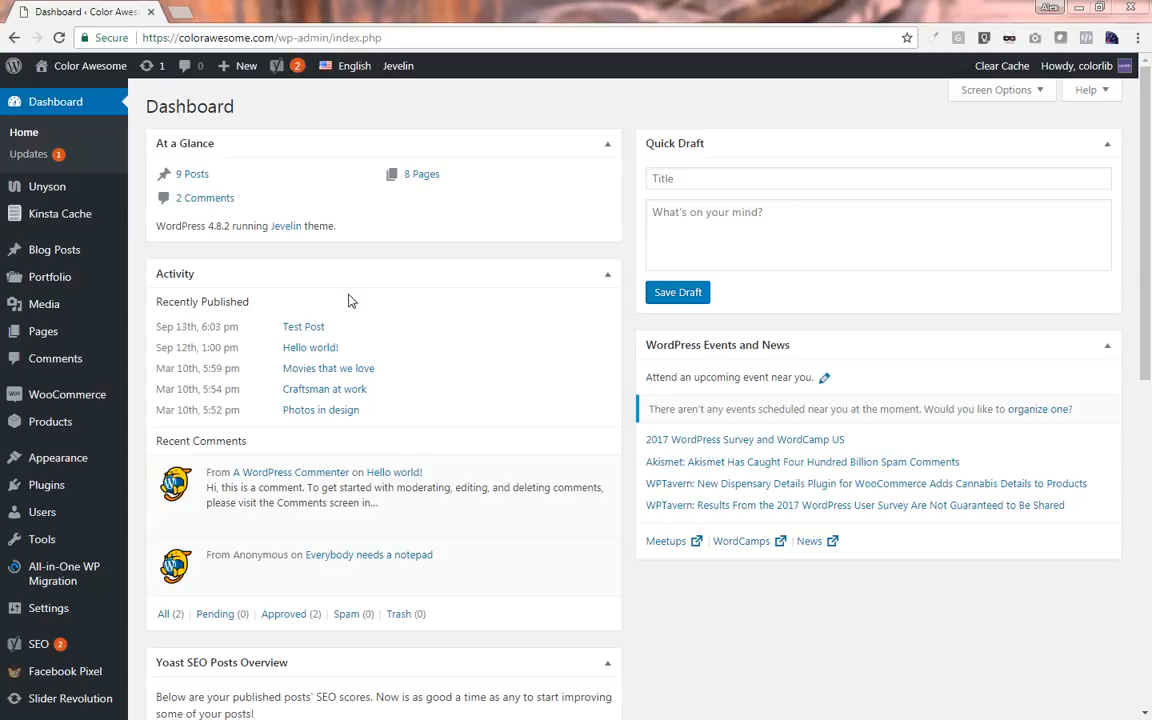 Dashboard ‹ Color Awes
Alex
Secure
https://colorawesome.com/wp-admin/index.php
Color Awesome
1
0
New
2
English
Jevelin
Clear Cache
Howdy, colorlib
Screen Options
Help
Dashboard
Home
Updates 1
Unyson
Kinsta Cache
Blog Posts
Portfolio
Media
Pages
Comments
WooCommerce
Products
Appearance
Plugins
Users
Tools
All-in-One WP
Migration
Settings
SEO 2
Facebook Pixel
Slider Revolution
Dashboard
At a Glance
9 Posts
8 Pages
2 Comments
WordPress 4.8.2 running Jevelin theme.
Activity
Recently Published
Sep 13th, 6:03 pm Test Post
Sep 12th, 1:00 pm Hello world!
Mar 10th, 5:59 pm Movies that we love
Mar 10th, 5:54 pm Craftsman at work
Mar 10th, 5:52 pm Photos in design
Recent Comments
From A WordPress Commenter on Hello world!
Hi, this is a comment. To get started with moderating, editing, and deleting comments,
please visit the Comments screen in...
From Anonymous on Everybody needs a notepad
All (2) | Pending (0) | Approved (2) | Spam (0) | Trash (0)
Yoast SEO Posts Overview
Below are your published posts' SEO scores. Now is as good a time as any to start improving
some of your posts!
Quick Draft
Title
What's on your mind?
Save Draft
WordPress Events and News
Attend an upcoming event near you.
There aren't any events scheduled near you at the moment. Would you like to organize one?
2017 WordPress Survey and WordCamp US
Akismet: Akismet Has Caught Four Hundred Billion Spam Comments
WPTavern: New Dispensary Details Plugin for WooCommerce Adds Cannabis Details to Products
WPTavern: Results From the 2017 WordPress User Survey Are Not Guaranteed to be Shared
Meetups | WordCamps | News